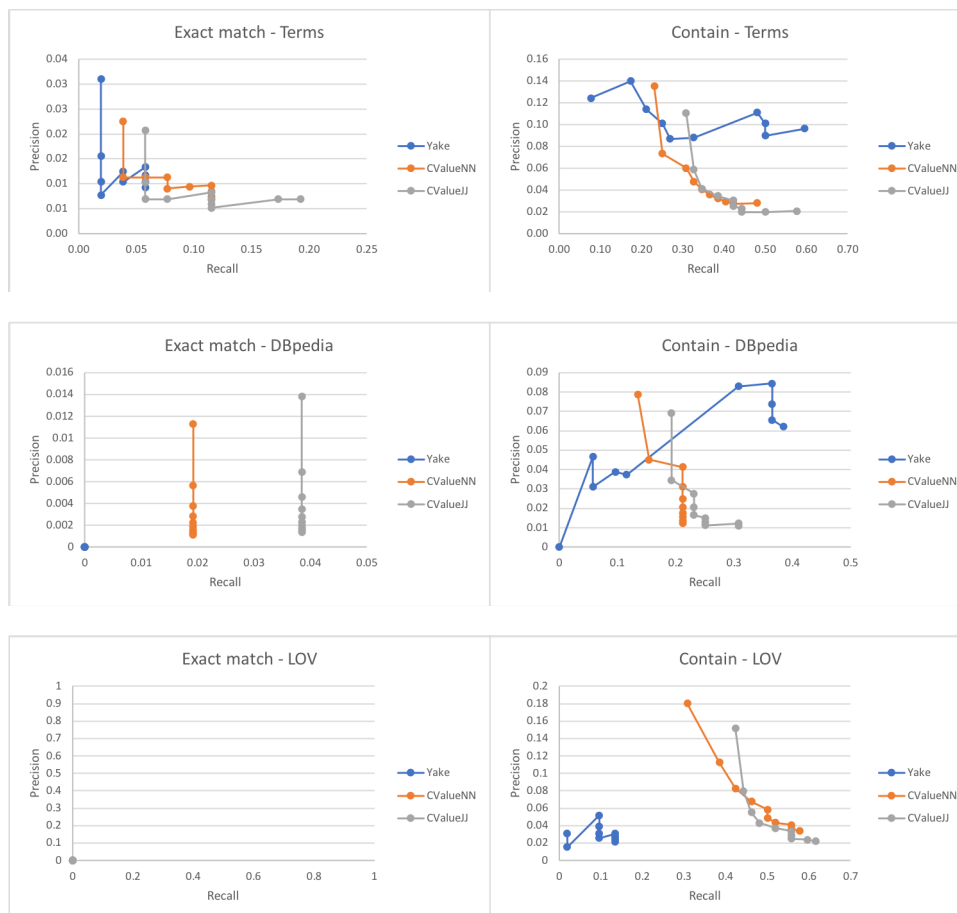 Exact match - Terms
0.04
0.03
0.03
0.02
0.02
0.01
0.01
0.00
Precision
0.00 0.05 0.10 0.15 0.20 0.25
Recall
Yake
CValueNN
CValueJJ
Contain - Terms
0.16
0.14
0.12
0.10
0.08
0.06
0.04
0.02
0.00
Precision
0.00 0.10 0.20 0.30 0.40 0.50 0.60 0.70
Recall
Yake
CValueNN
CValueJJ
Exact match - DBpedia
0.016
0.014
0.012
0.01
0.008
0.006
0.004
0.002
0
Precision
0 0.01 0.02 0.03 0.04 0.05
Recall
Yake
CValueNN
CValueJJ
Contain - DBpedia
0.09
0.08
0.07
0.06
0.05
0.04
0.03
0.02
0.01
0
Precision
0 0.1 0.2 0.3 0.4 0.5
Recall
Yake
CValueNN
CValueJJ
Exact match - LOV
1
0.9
0.8
0.7
0.6
0.5
0.4
0.3
0.2
0.1
0
Precision
0 0.2 0.4 0.6 0.8 1
Recall
Yake
CValueNN
CValueJJ
Contain - LOV
0.2
0.18
0.16
0.14
0.12
0.1
0.08
0.06
0.04
0.02
0
Precision
0 0.1 0.2 0.3 0.4 0.5 0.6 0.7
Recall
Yake
CValueNN
CValueJJ